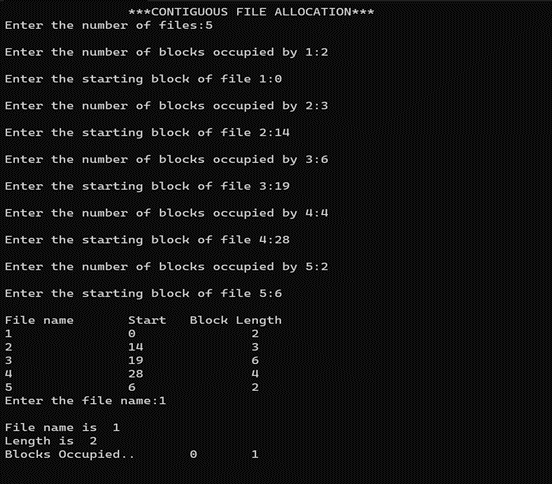 ***CONTIGUOUS FILE ALLOCATION***
Enter the number of files:5
Enter the number of blocks occupied by 1:2
Enter the starting block of file 1:0
Enter the number of blocks occupied by 2:3
Enter the starting block of file 2:14
Enter the number of blocks occupied by 3:6
Enter the starting block of file 3:19
Enter the number of blocks occupied by 4:4
Enter the starting block of file 4:28
Enter the number of blocks occupied by 5:2
Enter the starting block of file 5:6
File name Start Block Length
1 0 2
2 14 3
3 19 6
4 28 4
5 6 2
Enter the file name:1
File name is 1
Length is 2
Blocks Occupied.. 0 1